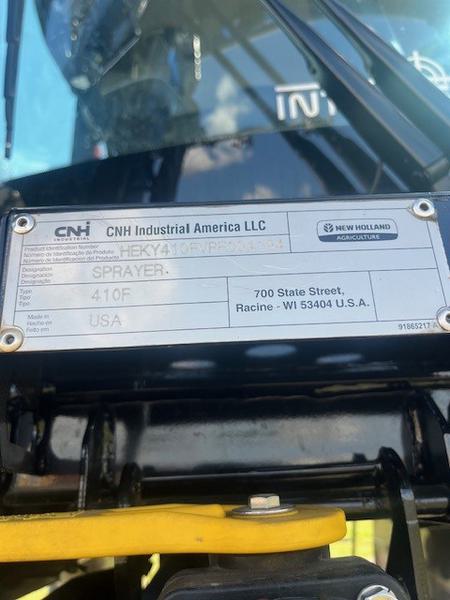 INT
CNH
INDUSTRIAL
CNH Industrial America LLC
NEW HOLLAND
AGRICULTURE
Product Identification Number
Número de Identificación del Producto
Número de Identificação do Produto
Designation
Designación
Designação
SPRAYER.
Type
Tipo
Tipo
410F
Made in
Hecho en
Feito em
USA
700 State Street,
Racine - WI 53404 U.S.A.